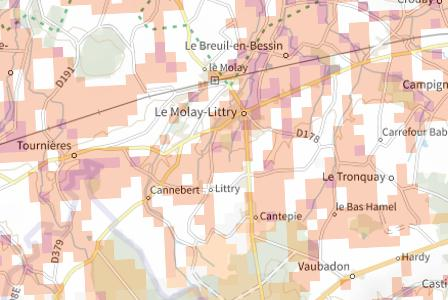 Le Breuil-en-Bessin
le Molay
D191
Campign
Le Molay-Littry
D178
Carrefour Bab
Tournières
Le Tronquay
Cannebert
Littry
le Bas Hamel
Cantepie
D379
Hardy
Vaubadon